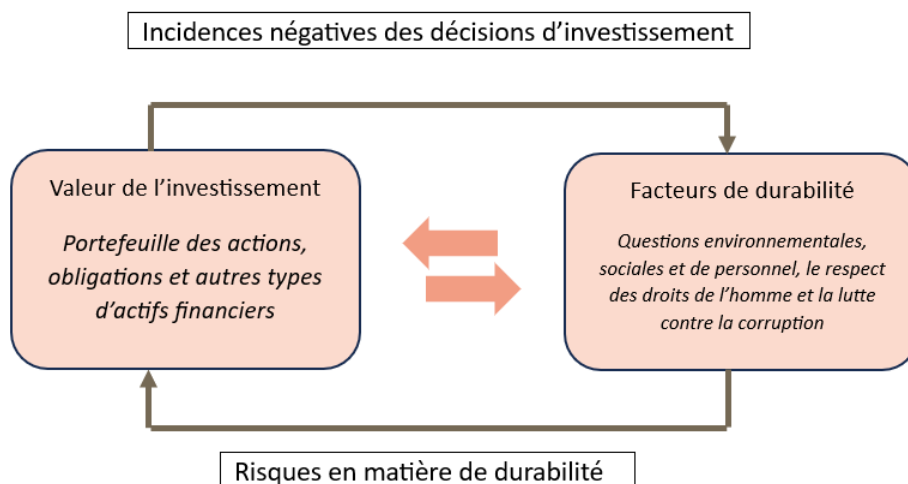 Incidences négatives des décisions d'investissement
Valeur de l'investissement
Portefeuille des actions,
obligations et autres types
d'actifs financiers
Facteurs de durabilité
Questions environnementales,
sociales et de personnel, le respect
des droits de l'homme et la lutte
contre la corruption
Risques en matière de durabilité